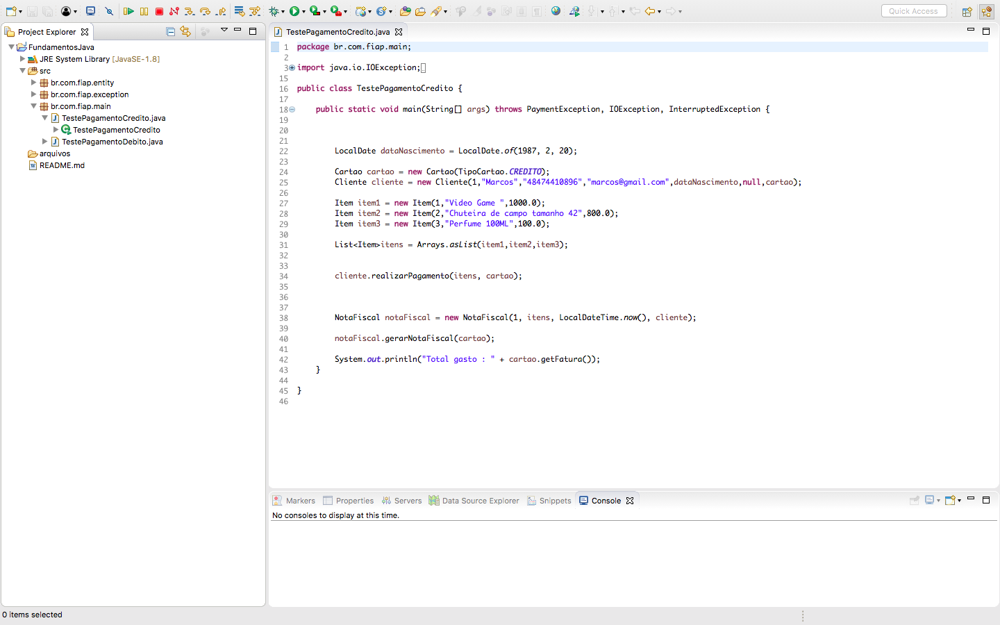 Quick Access
Project Explorer
FundamentosJava
JRE System Library [JavaSE-1.8]
src
br.com.fiap.entity
br.com.fiap.exception
br.com.fiap.main
TestePagamentoCredito.java
TestePagamentoCredito
TestePagamentoDebito.java
arquivos
README.md
TestePagamentoCredito.java
1 package br.com.fiap.main;
2
3 import java.io.IOException;
15
16 public class TestePagamentoCredito {
17
18 public static void main(String[] args) throws PaymentException, IOException, InterruptedException {
19
20
21
22 LocalDate dataNascimento = LocalDate.of(1987, 2, 20);
23
24 Cartao cartao = new Cartao(TipoCartao.CREDITO);
25 Cliente cliente = new Cliente(1,"Marcos","48474410896","marcos@gmail.com",dataNascimento,null,cartao);
26
27 Item item1 = new Item(1,"Video Game ",1000.0);
28 Item item2 = new Item(2,"Chuteira de campo tamanho 42",800.0);
29 Item item3 = new Item(3,"Perfume 100ML",100.0);
30
31 List<Item>itens = Arrays.asList(item1,item2,item3);
32
33
34 cliente.realizarPagamento(itens, cartao);
35
36
37
38 NotaFiscal notaFiscal = new NotaFiscal(1, itens, LocalDateTime.now(), cliente);
39
40 notaFiscal.gerarNotaFiscal(cartao);
41
42 System.out.println("Total gasto : " + cartao.getFatura());
43 }
44
45 }
46
Markers Properties Servers Data Source Explorer Snippets Console
No consoles to display at this time.
0 items selected